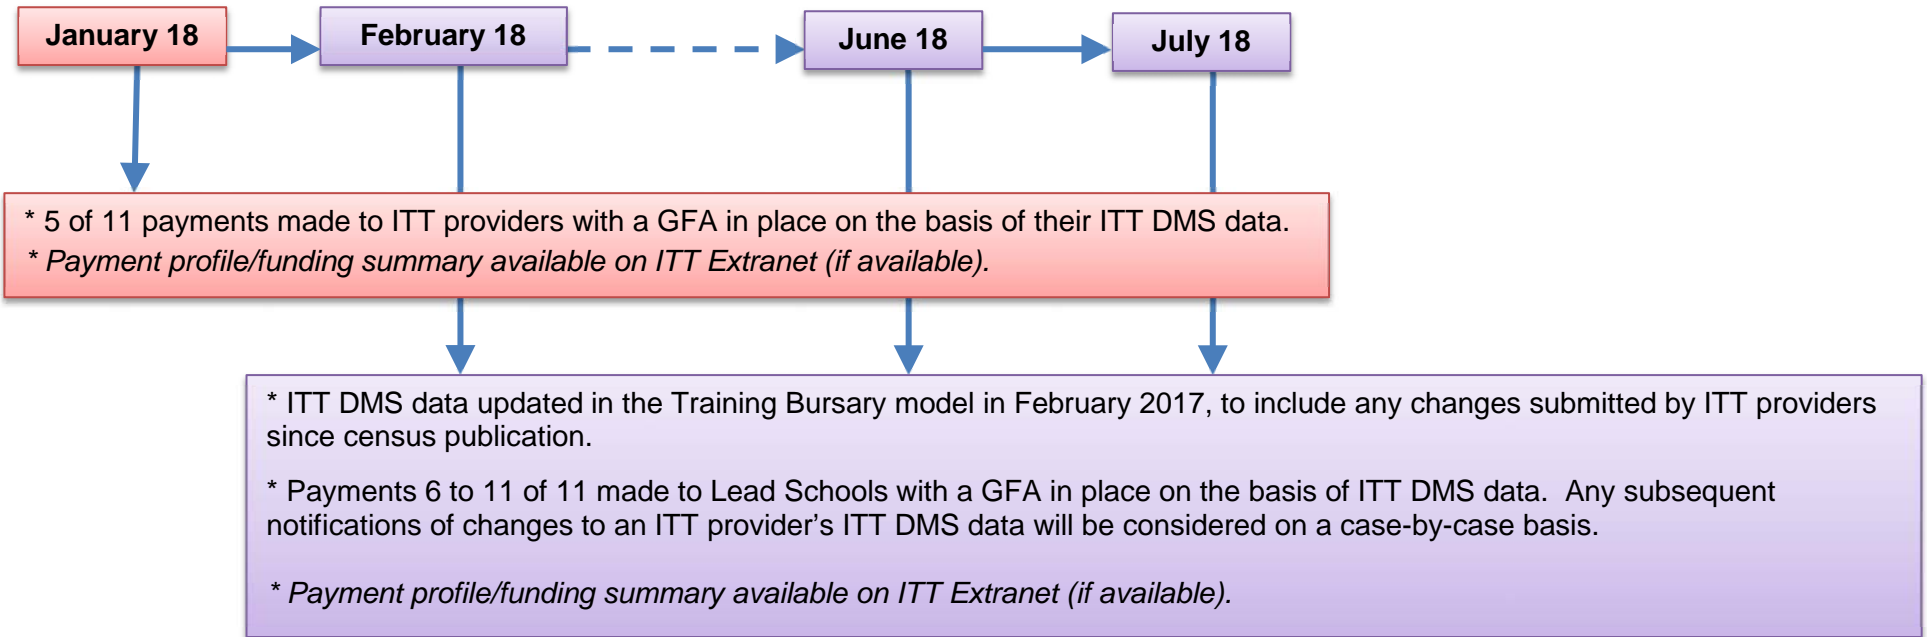 January 18
February 18
June 18
July 18
* 5 of 11 payments made to ITT providers with a GFA in place on the basis of their ITT DMS data.
* Payment profile/funding summary available on ITT Extranet (if available).
* ITT DMS data updated in the Training Bursary model in February 2017, to include any changes submitted by ITT providers
since census publication.
* Payments 6 to 11 of 11 made to Lead Schools with a GFA in place on the basis of ITT DMS data.  Any subsequent
notifications of changes to an ITT provider’s ITT DMS data will be considered on a case-by-case basis.
* Payment profile/funding summary available on ITT Extranet (if available).